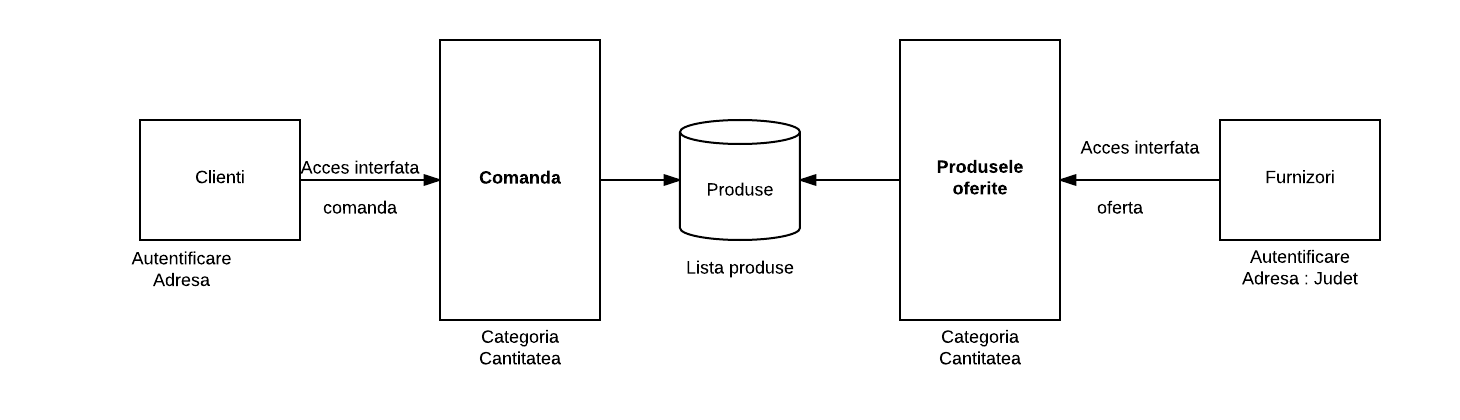 Clienti
Acces interfata
comanda
Autentificare
Adresa
Comanda
Categoria
Cantitatea
Produse
Lista produse
Produsele
oferite
Categoria
Cantitatea
Acces interfata
oferta
Furnizori
Autentificare
Adresa : Judet